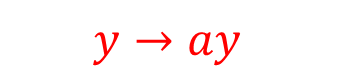 𝑦 → 𝑎𝑦